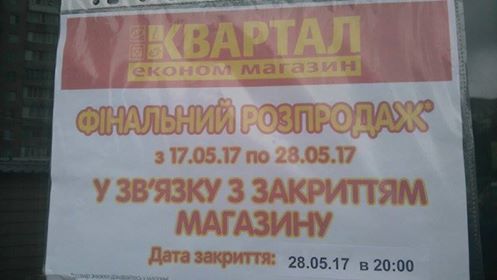 КВАРТАЛ
економ магазин
ФІНАЛЬНИЙ РОЗПРОДАЖ*
з 17.05.17 по 28.05.17
У ЗВ'ЯЗКУ З ЗАКРИТТЯМ
МАГАЗИНУ
Дата закриття: 28.05.17 в 20:00